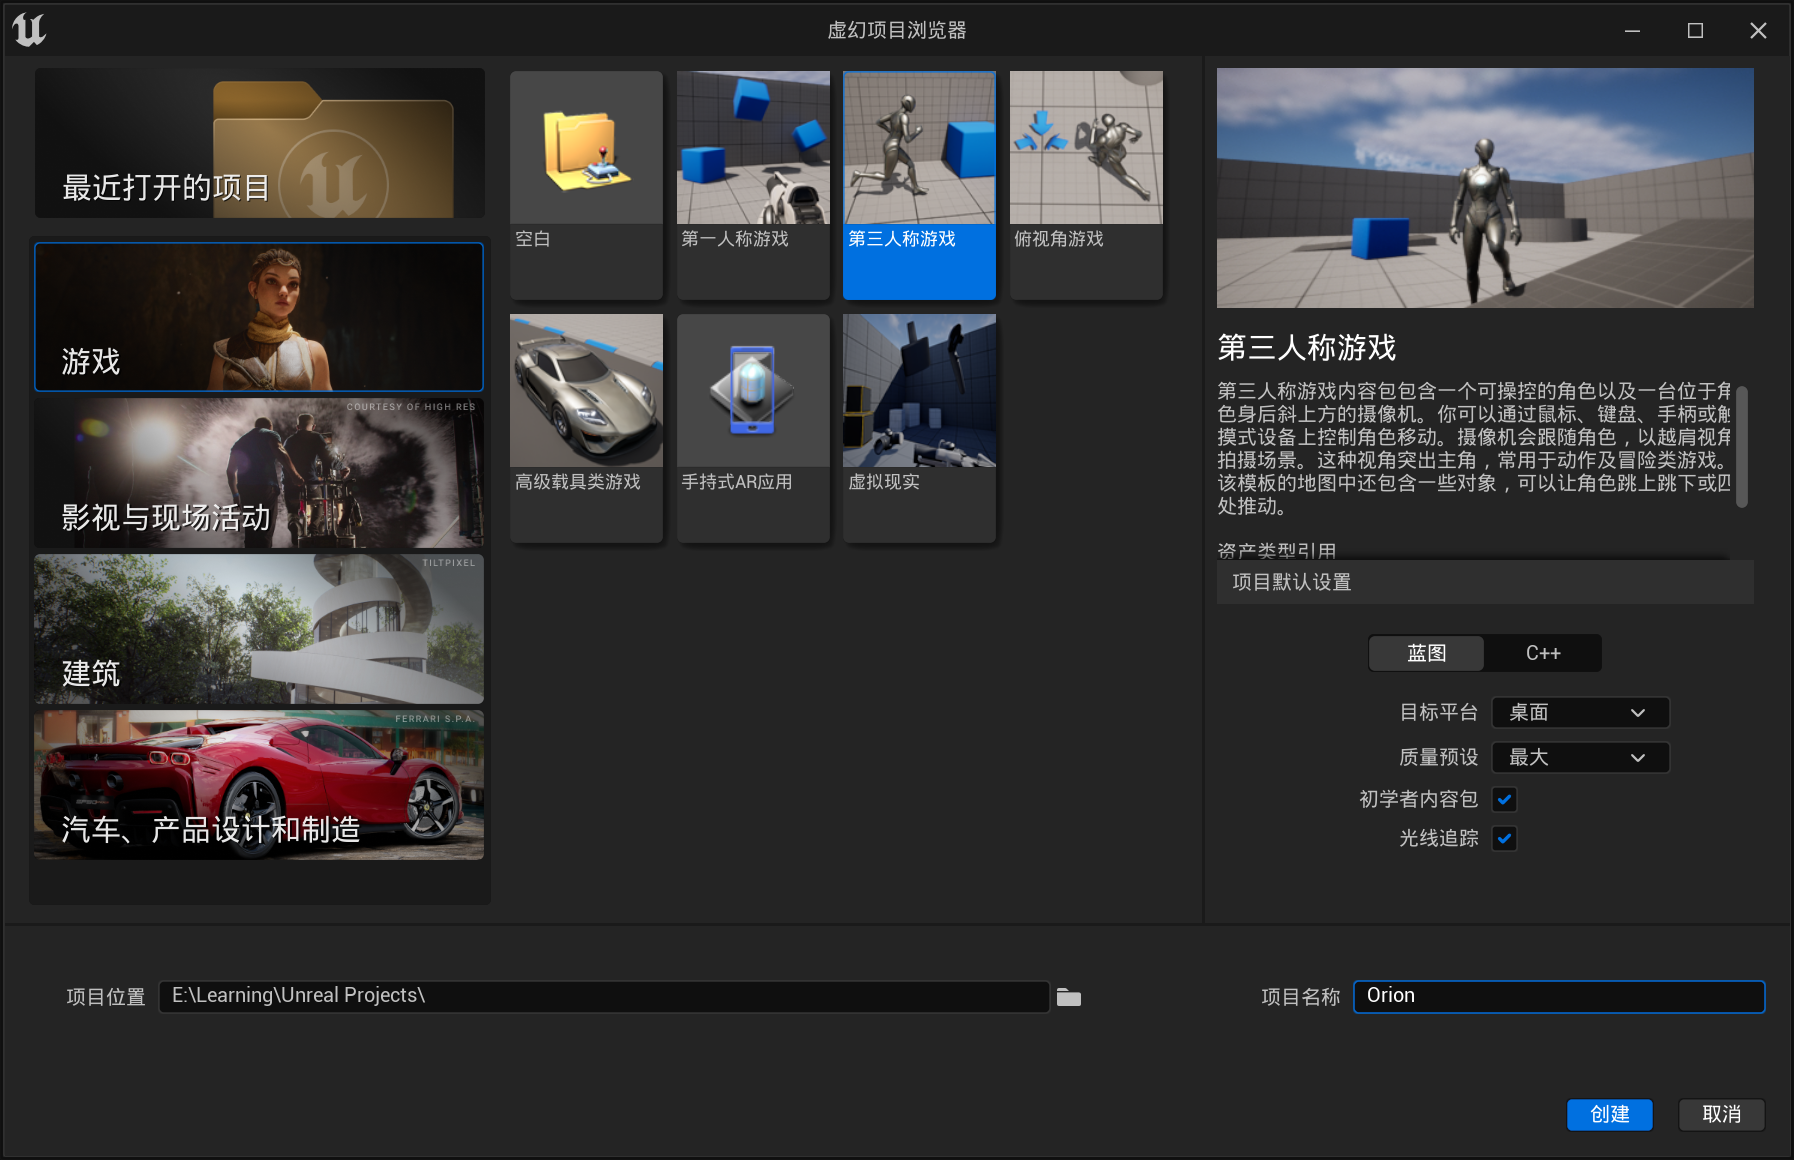 虚幻项目浏览器
最近打开的项目
游戏
COURTESY OF HIGH RES
影视与现场活动
TILTPIXEL
建筑
FERRARI S.P.A.
汽车、产品设计和制造
空白
第一人称游戏
第三人称游戏
俯视角游戏
高级载具类游戏
手持式AR应用
虚拟现实
第三人称游戏
第三人称游戏内容包包含一个可操控的角色以及一台位于角
色身后斜上方的摄像机。你可以通过鼠标、键盘、手柄或触
摸式设备上控制角色移动。摄像机会跟随角色，以越肩视角
拍摄场景。这种视角突出主角，常用于动作及冒险类游戏。
该模板的地图中还包含一些对象，可以让角色跳上跳下或四
处推动。
资产类型引用
项目默认设置
蓝图
C++
目标平台
桌面
质量预设
最大
初学者内容包
光线追踪
项目位置
E:\Learning\Unreal Projects\
项目名称
Orion
创建
取消